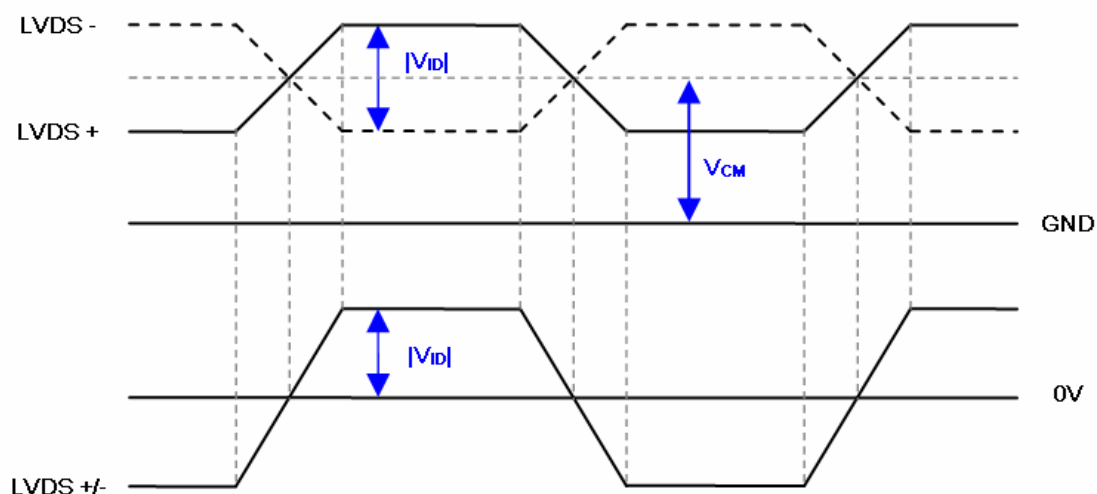 LVDS -
|VID|
LVDS +
VCM
GND
|VID|
0V
LVDS +/-